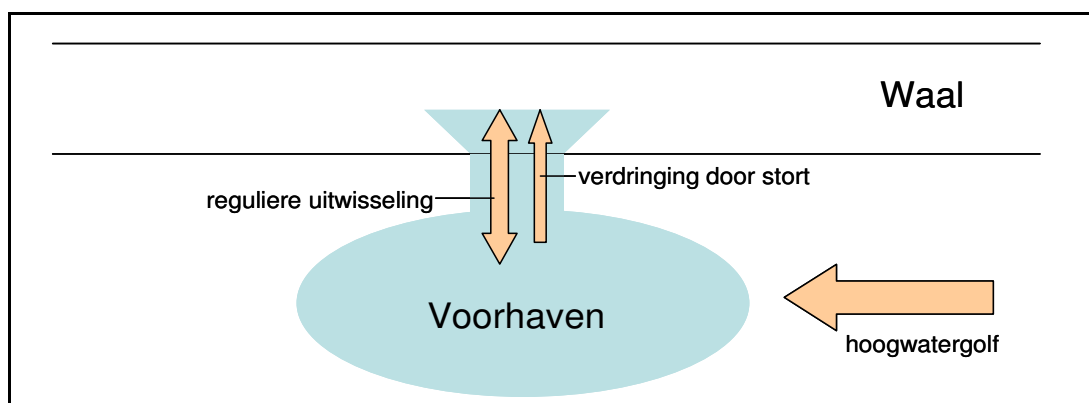 Waal
verdringing door stort
reguliere uitwisseling
Voorhaven
hoogwatergolf